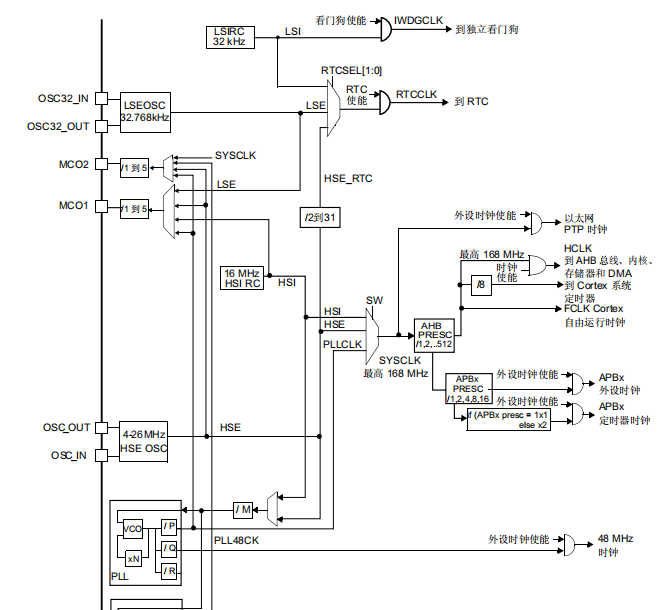 看门狗使能
IWDGCLK
到独立看门狗
LSIRC
32 kHz
LSI
RTCSEL[1:0]
OSC32_IN
LSEOSC
32.768kHz
OSC32_OUT
LSE
RTC
使能
RTCCLK
到 RTC
MCO2
/1 到 5
SYSCLK
LSE
HSE_RTC
MCO1
/1 到 5
/2到31
外设时钟使能
以太网
PTP 时钟
16 MHz
HSI RC
HSI
最高 168 MHz
时钟
使能
HCLK
到 AHB 总线、内核、
存储器和 DMA
/8
到 Cortex 系统
定时器
FCLK Cortex
自由运行时钟
SW
HSI
HSE
PLLCLK
SYSCLK
最高 168 MHz
AHB
PRESC
/1,2,..512
APBx
PRESC
/1,2,4,8,16
外设时钟使能
APBx
外设时钟
外设时钟使能
if (APBx presc = 1x1
else x2
APBx
定时器时钟
OSC_OUT
4-26 MHz
HSE OSC
HSE
OSC_IN
/ M
VCO
xN
/ P
/ Q
/ R
PLL
PLL48CK
外设时钟使能
48 MHz
时钟